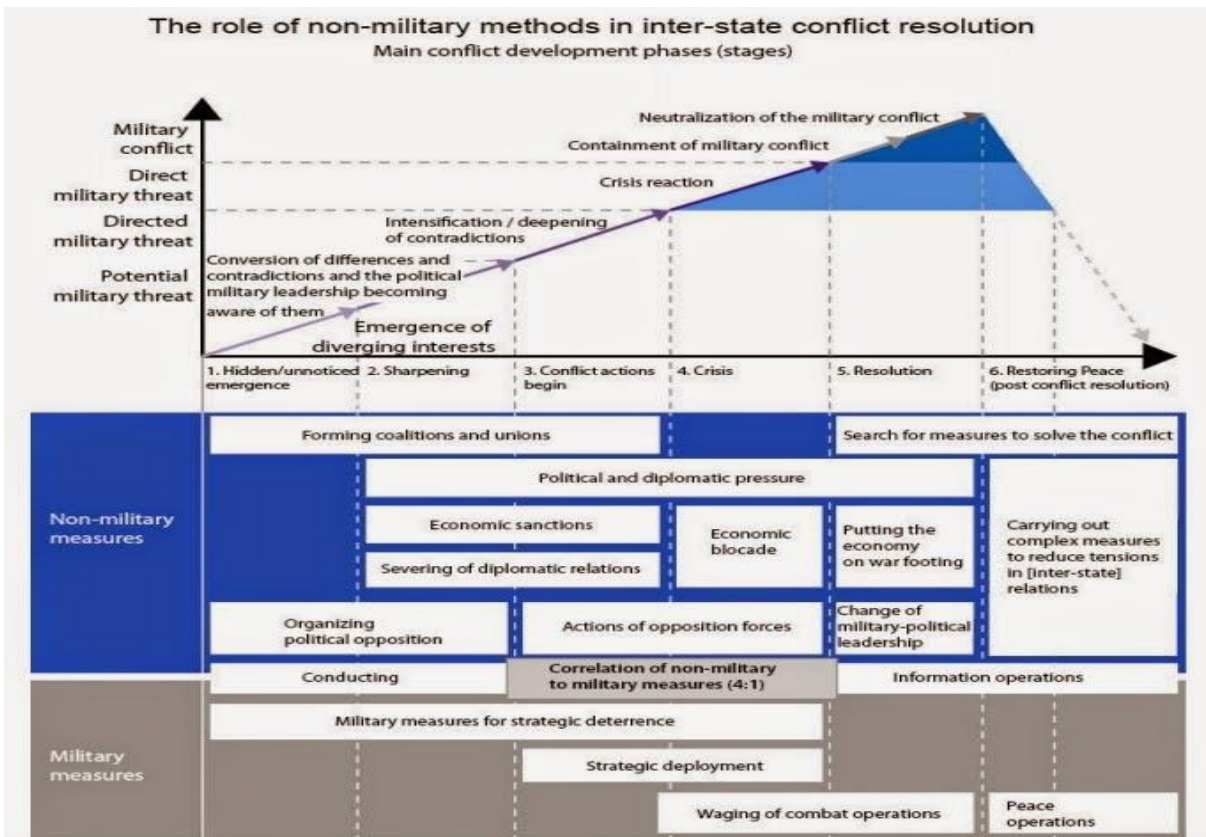 The role of non-military methods in inter-state conflict resolution
Main conflict development phases (stages)
Neutralization of the military conflict
Military
conflict
Containment of military conflict
Direct
military threat
Crisis reaction
Directed
military threat
Intensification / deepening
of contradictions
Potential
military threat
Conversion of differences and
contradictions and the political
military leadership becoming
aware of them
Emergence of
diverging interests
1. Hidden/unnoticed
emergence
2. Sharpening
3. Conflict actions
begin
4. Crisis
5. Resolution
6. Restoring Peace
(post conflict resolution)
Non-military
measures
Forming coalitions and unions
Search for measures to solve the conflict
Political and diplomatic pressure
Economic sanctions
Severing of diplomatic relations
Economic
blocade
Putting the
economy
on war footing
Carrying out
complex measures
to reduce tensions
in [inter-state]
relations
Organizing
political opposition
Actions of opposition forces
Change of
military-political
leadership
Conducting
Correlation of non-military
to military measures (4:1)
Information operations
Military
measures
Military measures for strategic deterrence
Strategic deployment
Waging of combat operations
Peace
operations